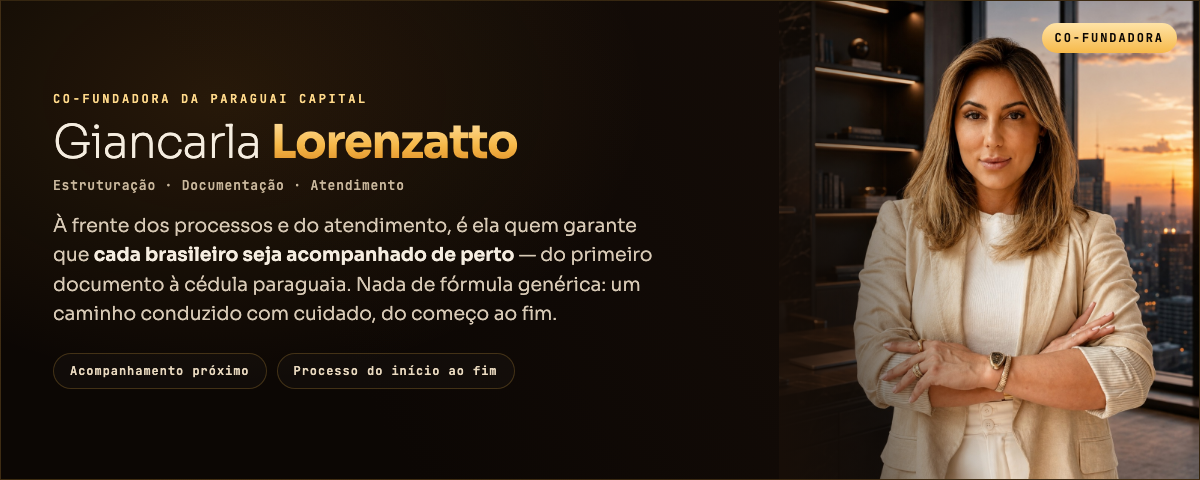 CO-FUNDADORA
CO-FUNDADORA DA PARAGUAI CAPITAL
Giancarla Lorenzatto
Estruturação · Documentação · Atendimento
À frente dos processos e do atendimento, é ela quem garante
que cada brasileiro seja acompanhado de perto — do primeiro
documento à cédula paraguaia. Nada de fórmula genérica: um
caminho conduzido com cuidado, do começo ao fim.
Acompanhamento próximo
Processo do início ao fim